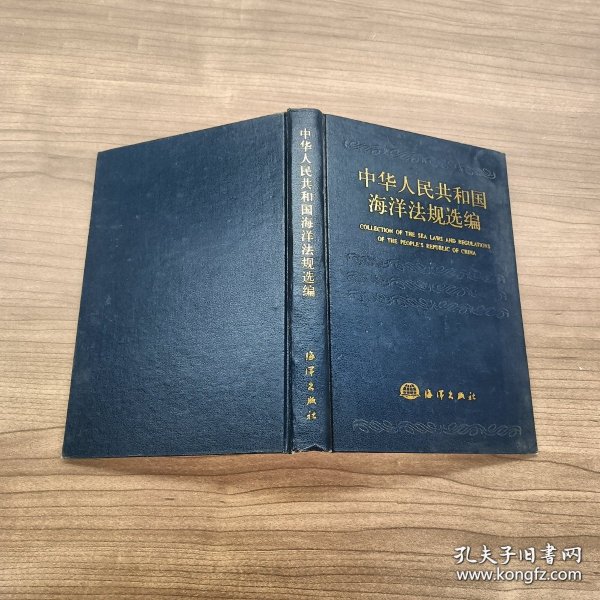 中华人民共和国海洋法规选编
海洋出版社
中华人民共和国
海洋法规选编
COLLECTION OF THE SEA LAWS AND REGULATIONS
OF THE PEOPLE'S REPUBLIC OF CHINA
海洋出版社
孔夫子旧书网
www.kongfz.com